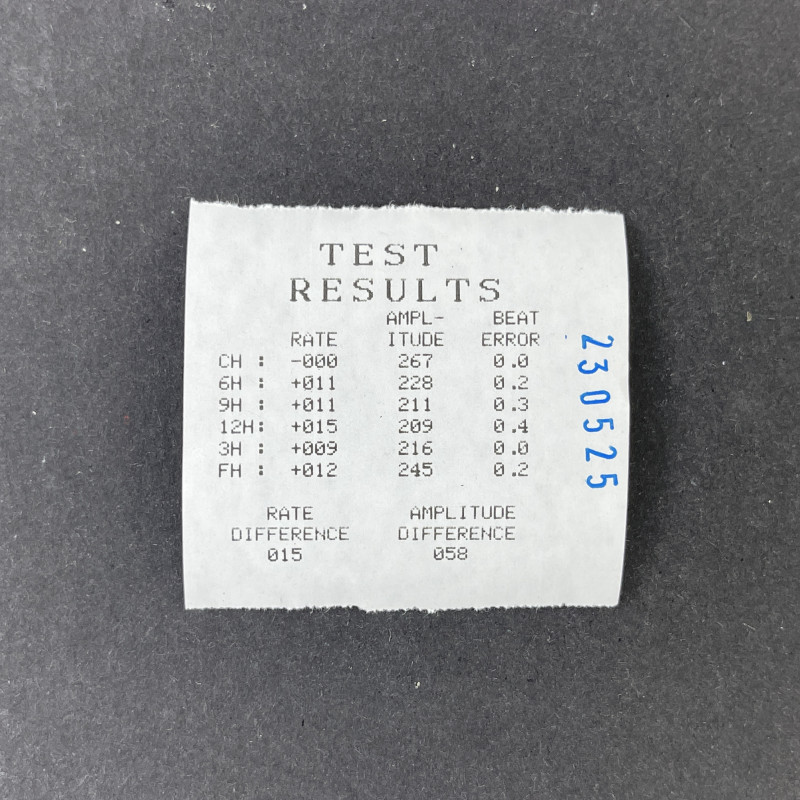 TEST
RESULTS
AMPL- BEAT
RATE ITUDE ERROR
CH : -000 267 0.0
6H : +011 228 0.2
9H : +011 211 0.3
12H: +015 209 0.4
3H : +009 216 0.0
FH : +012 245 0.2
RATE AMPLITUDE
DIFFERENCE DIFFERENCE
015 058
230525